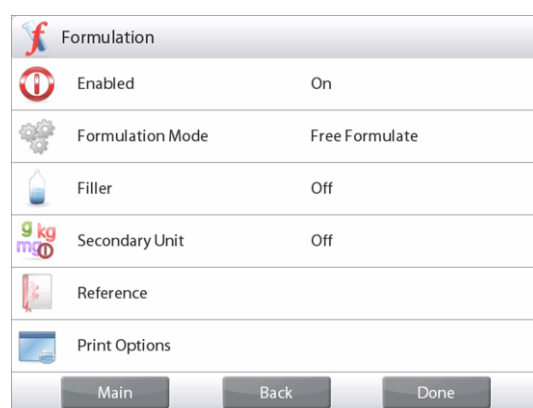 Formulation
Enabled On
Formulation Mode Free Formulate
Filler Off
g kg
mg
Secondary Unit Off
Reference
Print Options
Main Back Done